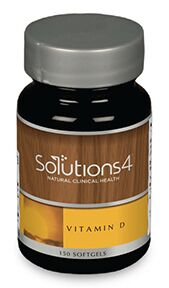 Solutions4
NATURAL CLINICAL HEALTH
VITAMIN D
150 SOFTGELS